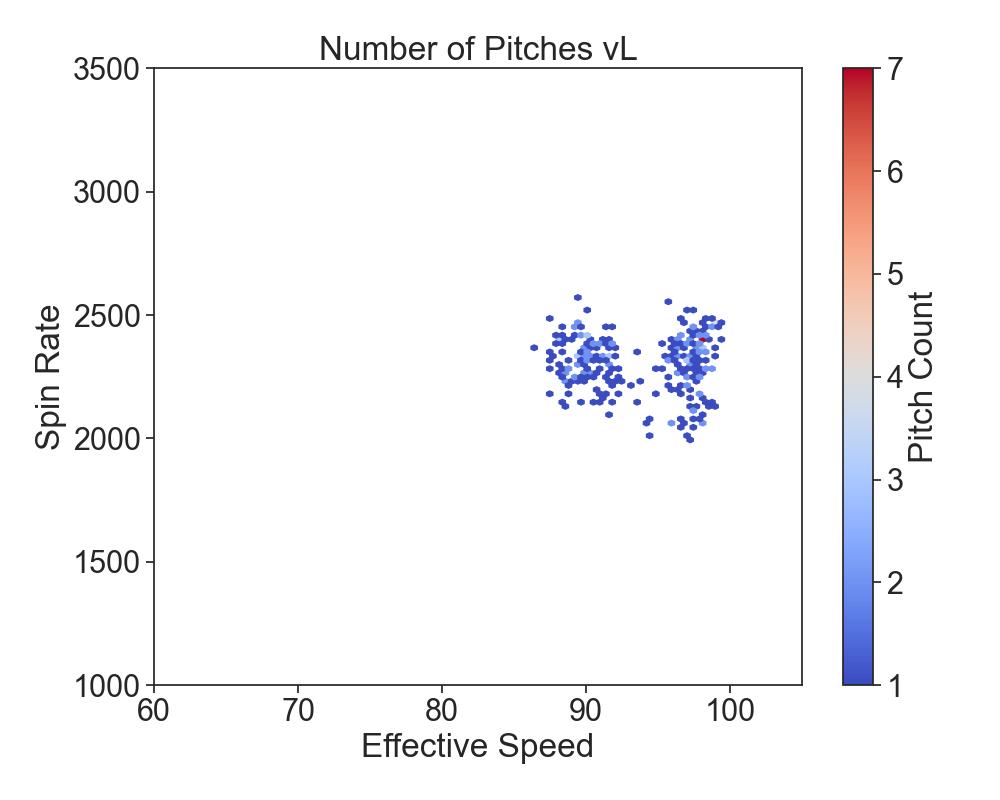 Number of Pitches vL
3500
3000
2500
2000
1500
1000
Spin Rate
60 70 80 90 100
Effective Speed
7
6
5
4
3
2
1
Pitch Count